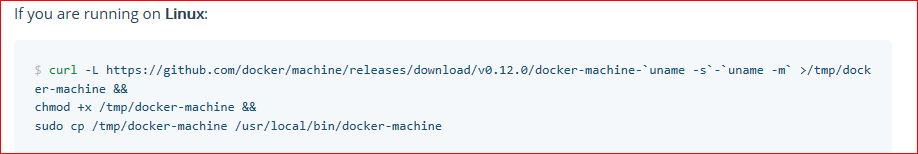 If you are running on Linux:
$ curl -L https://github.com/docker/machine/releases/download/v0.12.0/docker-machine-`uname -s`-`uname -m` >/tmp/dock
er-machine &&
chmod +x /tmp/docker-machine &&
sudo cp /tmp/docker-machine /usr/local/bin/docker-machine